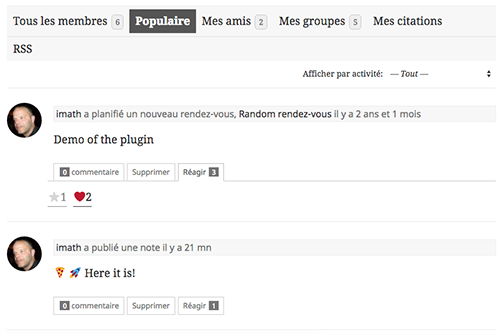 Tous les membres 6 Populaire Mes amis 2 Mes groupes 5 Mes citations
RSS
Afficher par activité: — Tout —
imath a planifié un nouveau rendez-vous, Random rendez-vous il y a 2 ans et 1 mois
Demo of the plugin
0 commentaire Supprimer Réagir 3
★1 ❤2
imath a publié une note il y a 21 mn
🍕 🚀 Here it is!
0 commentaire Supprimer Réagir 1